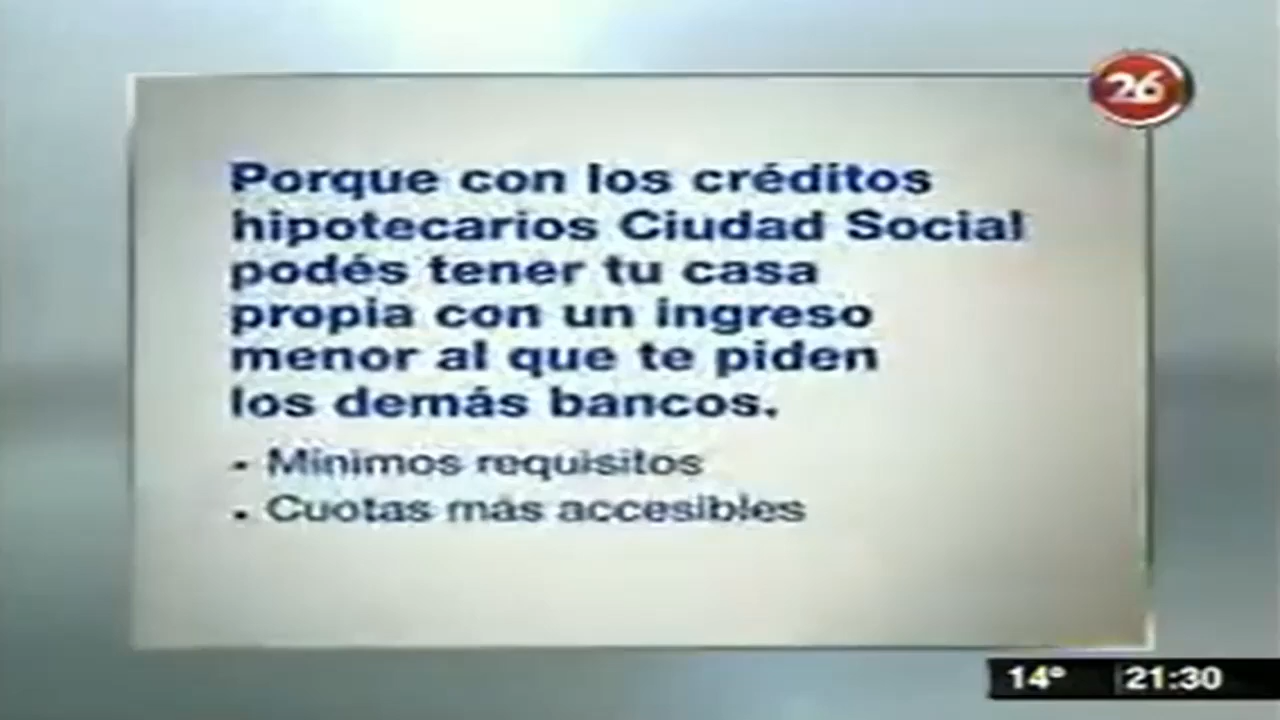 26
Porque con los créditos
hipotecarios Ciudad Social
podés tener tu casa
propia con un ingreso
menor al que te piden
los demás bancos.
- Mínimos requisitos
- Cuotas más accesibles
14° 21:30